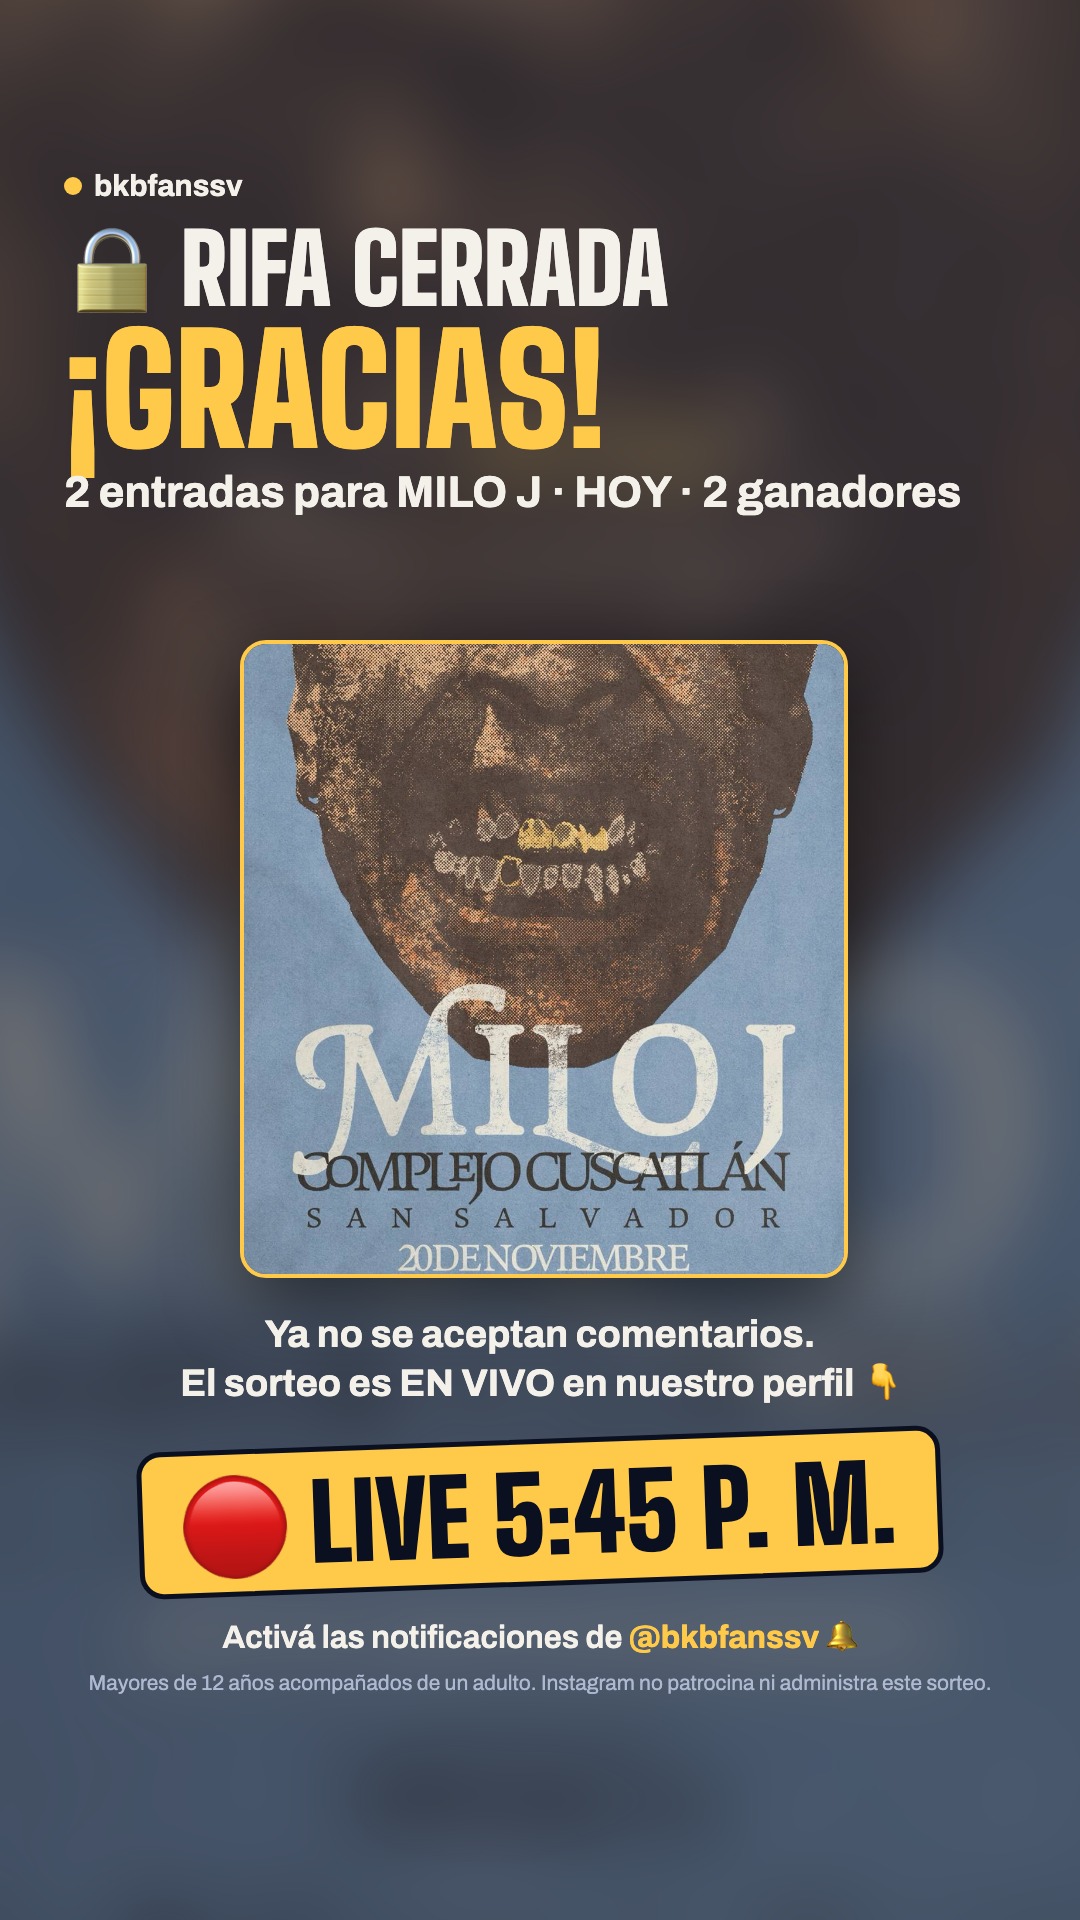 bkbfanssv
🔒 RIFA CERRADA
¡GRACIAS!
2 entradas para MILO J · HOY · 2 ganadores
MILO J
COMPLEJO CUSCATLÁN
SAN SALVADOR
20 DE NOVIEMBRE
Ya no se aceptan comentarios.
El sorteo es EN VIVO en nuestro perfil 👇
🔴 LIVE 5:45 P. M.
Activá las notificaciones de @bkbfanssv 🔔
Mayores de 12 años acompañados de un adulto. Instagram no patrocina ni administra este sorteo.